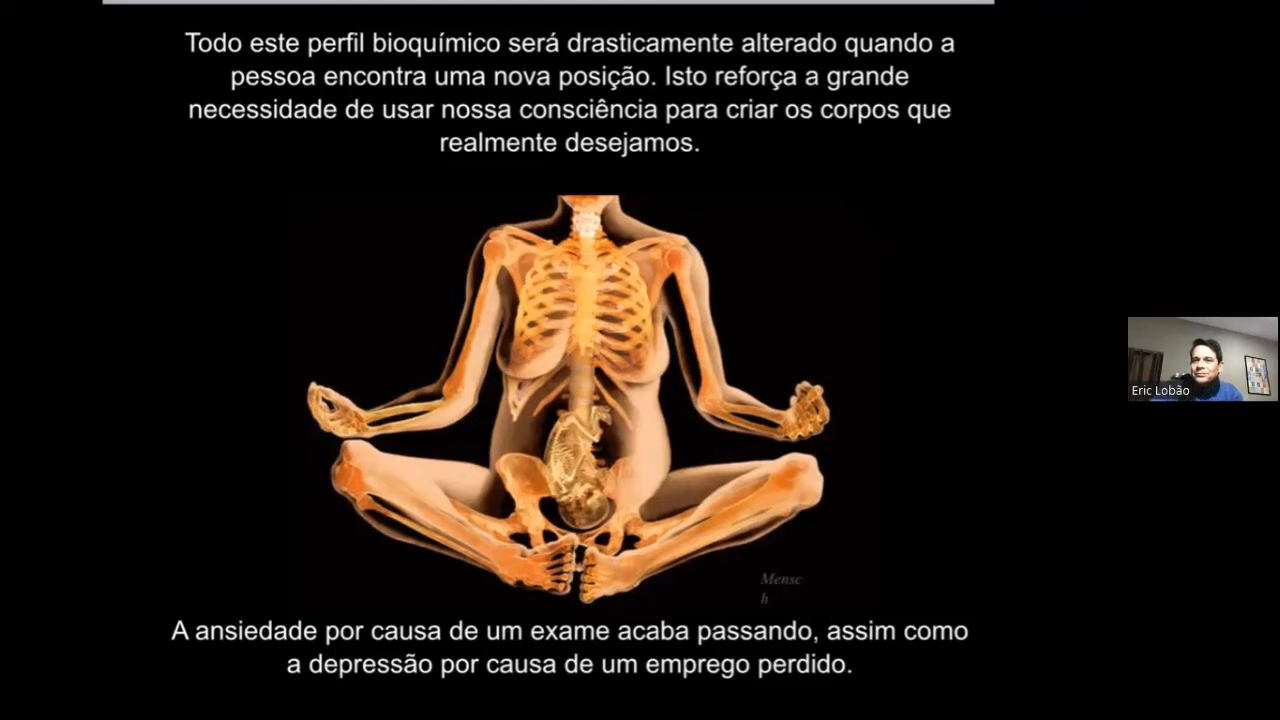 Todo este perfil bioquímico será drasticamente alterado quando a
pessoa encontra uma nova posição. Isto reforça a grande
necessidade de usar nossa consciência para criar os corpos que
realmente desejamos.
Eric Lobão
Mensc
h
A ansiedade por causa de um exame acaba passando, assim como
a depressão por causa de um emprego perdido.